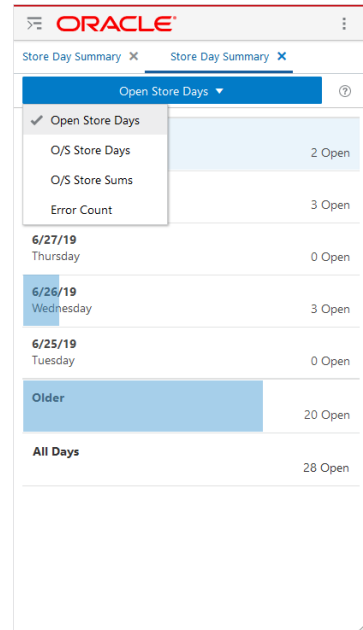 ORACLE
Store Day Summary Store Day Summary
Open Store Days
Open Store Days
O/S Store Days
O/S Store Sums
Error Count
2 Open
3 Open
6/27/19
Thursday
0 Open
6/26/19
Wednesday
3 Open
6/25/19
Tuesday
0 Open
Older
20 Open
All Days
28 Open